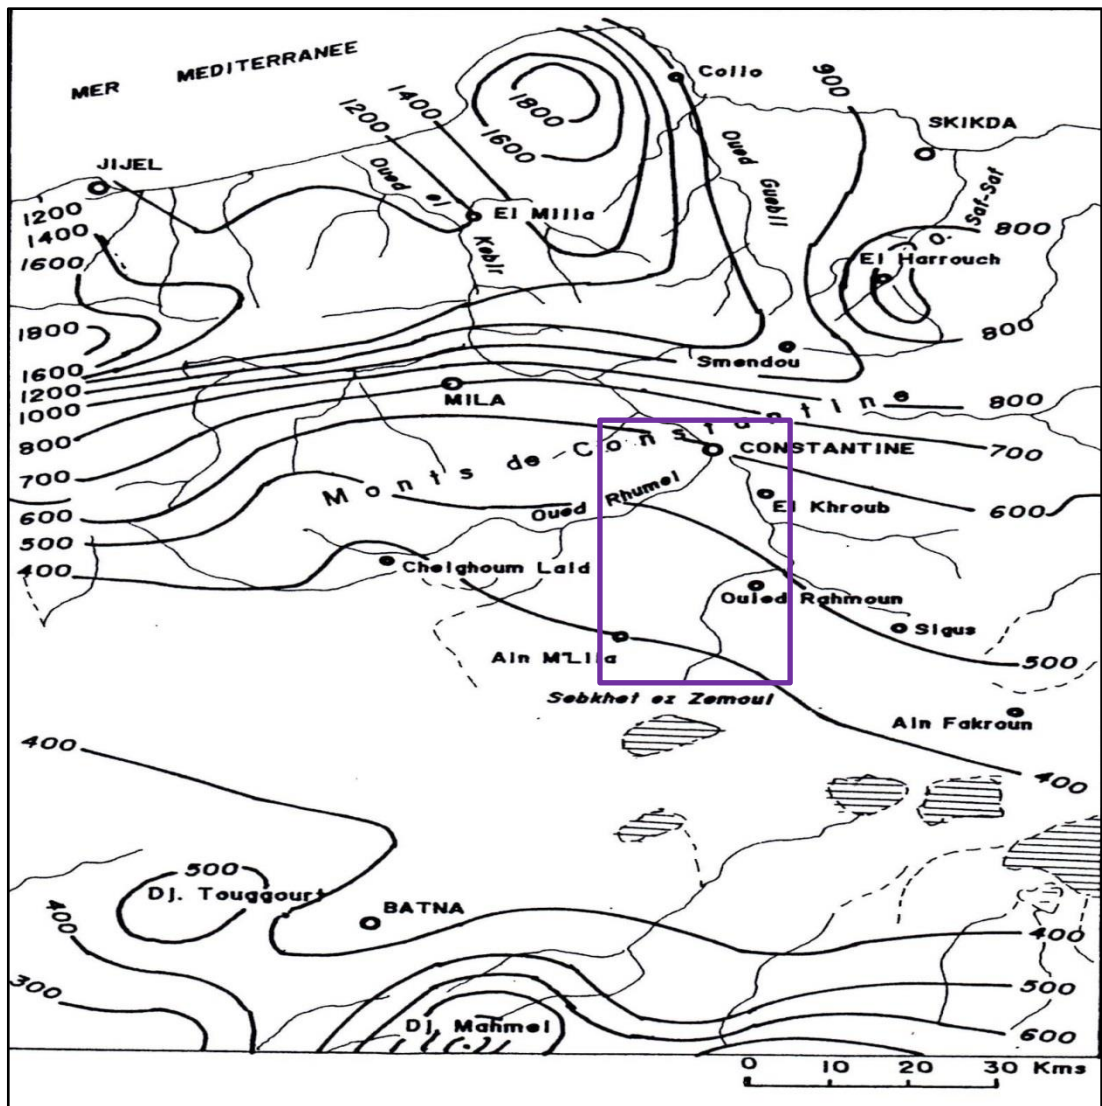 MER MEDITERRANEE
Collo
900
1800
1400
1200
1600
SKIKDA
JIJEL
Oued el
Kebir
Oued Guebli
O. Saf-Saf
1200
1400
1600
El Milia
800
El Harrouch
1800
800
Smendou
1600
1200
1000
MILA
800
800
Monts de Constantine
CONSTANTINE
700
700
Oued Rhumel
El Khroub
600
600
500
400
Chelghoum Laid
Ouled Rahmoun
Sigus
Ain M'Lila
500
Sebkhet ez Zemoul
Ain Fakroun
400
400
500
Dj. Touggourt
BATNA
400
400
300
500
Dj. Mahmel
600
0 10 20 30 Kms